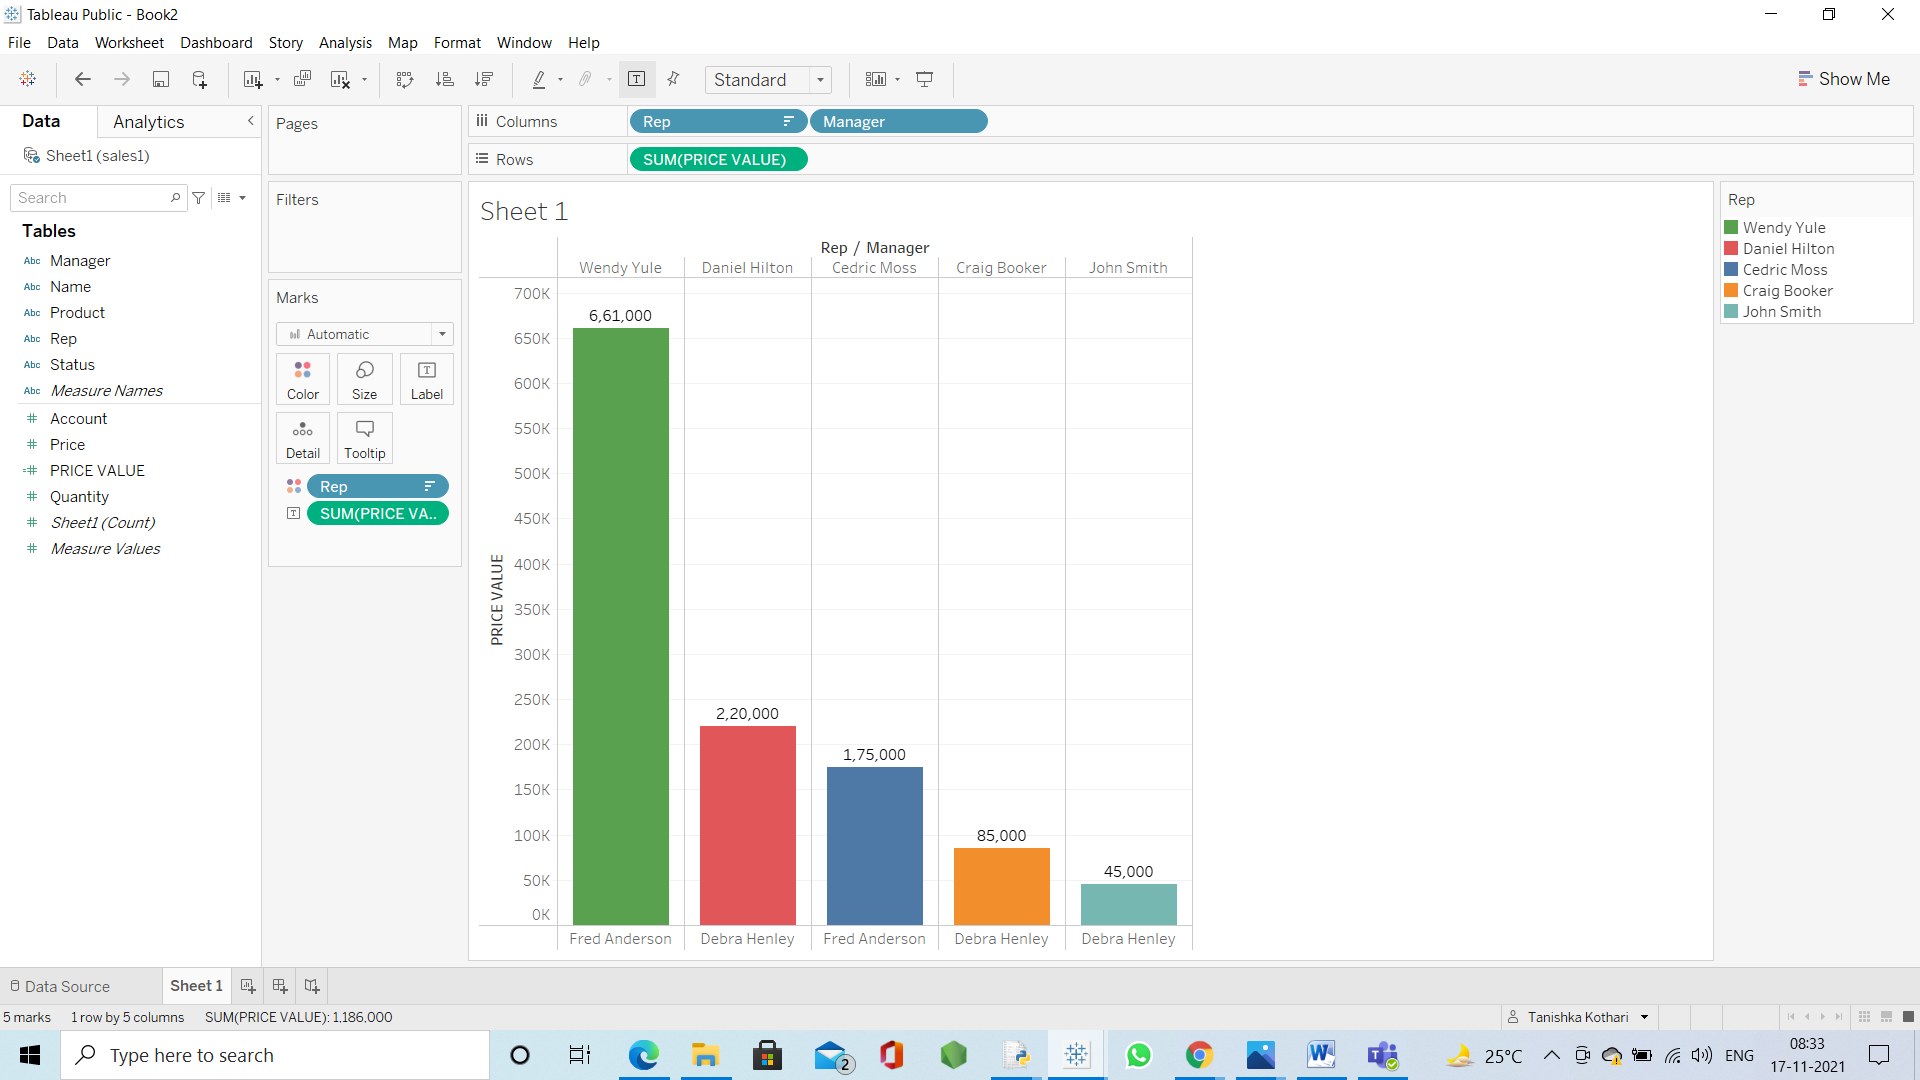 Tableau Public - Book2
File Data Worksheet Dashboard Story Analysis Map Format Window Help
Standard
Show Me
Data Analytics
Sheet1 (sales1)
Search
Tables
Abc Manager
Abc Name
Abc Product
Abc Rep
Abc Status
Abc Measure Names
Account
Price
PRICE VALUE
Quantity
Sheet1 (Count)
Measure Values
Pages
Filters
Marks
Automatic
Color Size Label
Detail Tooltip
Rep
SUM(PRICE VA..
Columns Rep Manager
Rows SUM(PRICE VALUE)
Sheet 1
Rep / Manager
Wendy Yule Daniel Hilton Cedric Moss Craig Booker John Smith
700K
650K
600K
550K
500K
450K
400K
350K
300K
250K
200K
150K
100K
50K
0K
PRICE VALUE
6,61,000
2,20,000
1,75,000
85,000
45,000
Fred Anderson Debra Henley Fred Anderson Debra Henley Debra Henley
Rep
Wendy Yule
Daniel Hilton
Cedric Moss
Craig Booker
John Smith
Data Source Sheet 1
5 marks 1 row by 5 columns SUM(PRICE VALUE): 1,186,000
Tanishka Kothari
Type here to search
2
25°C
ENG
08:33
17-11-2021